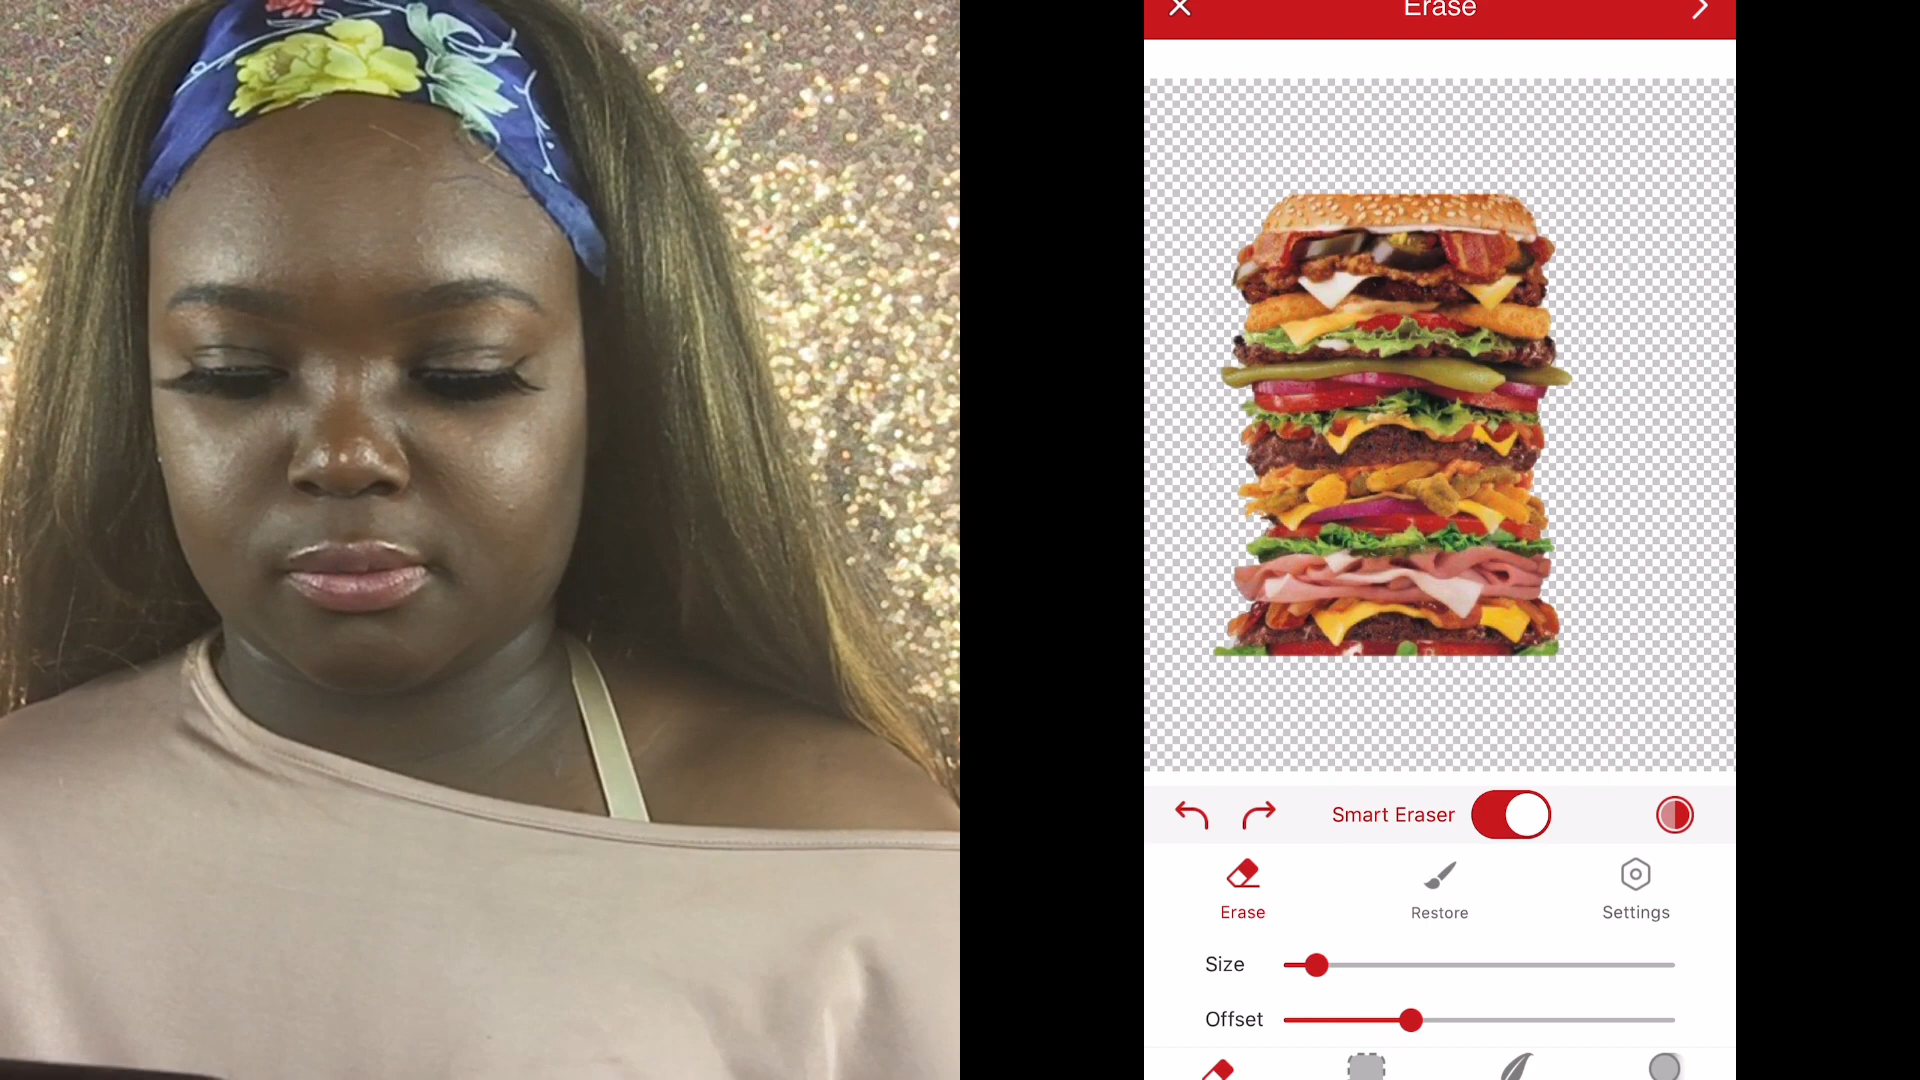 Erase
Smart Eraser
Erase
Restore
Settings
Size
Offset